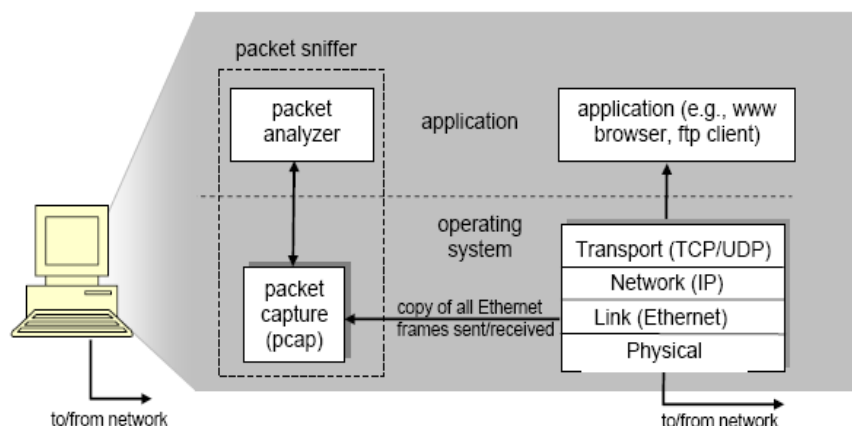 packet sniffer
packet
analyzer
application
application (e.g., www
browser, ftp client)
operating
system
packet
capture
(pcap)
copy of all Ethernet
frames sent/received
Transport (TCP/UDP)
Network (IP)
Link (Ethernet)
Physical
to/from network
to/from network